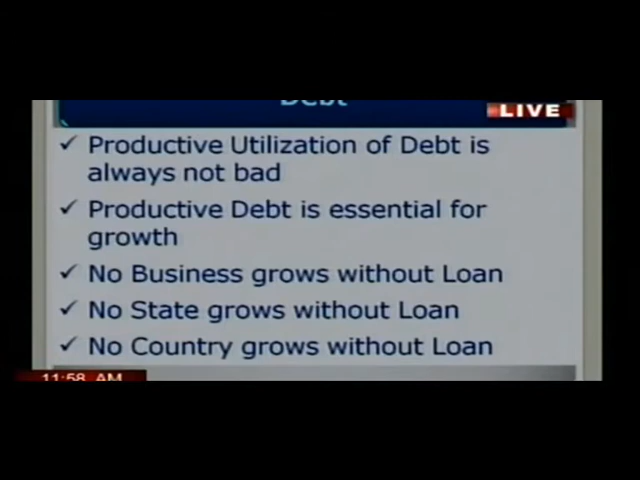 Debt
LIVE
✓ Productive Utilization of Debt is
always not bad
✓ Productive Debt is essential for
growth
✓ No Business grows without Loan
✓ No State grows without Loan
✓ No Country grows without Loan
11:58 AM